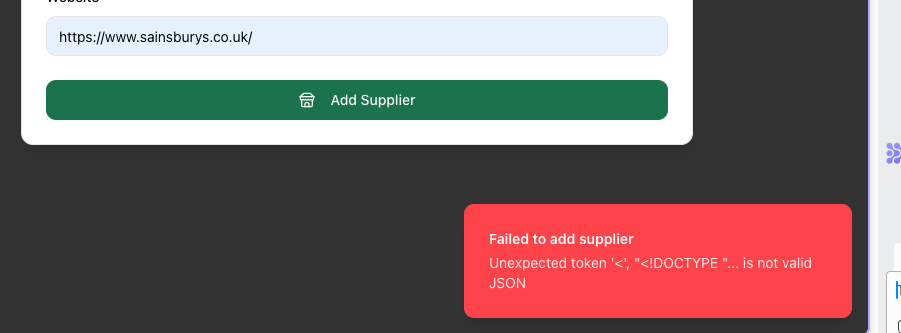 Website
https://www.sainsburys.co.uk/
Add Supplier
Failed to add supplier
Unexpected token '<', "<!DOCTYPE "... is not valid
JSON